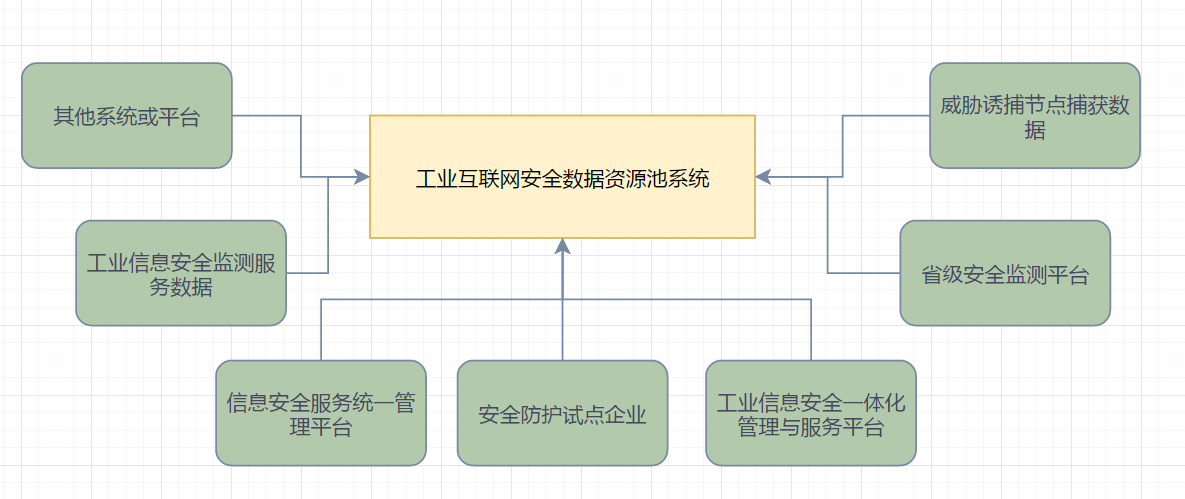 其他系统或平台
威胁诱捕节点捕获数
据
工业互联网安全数据资源池系统
工业信息安全监测服
务数据
省级安全监测平台
信息安全服务统一管
理平台
安全防护试点企业
工业信息安全一体化
管理与服务平台